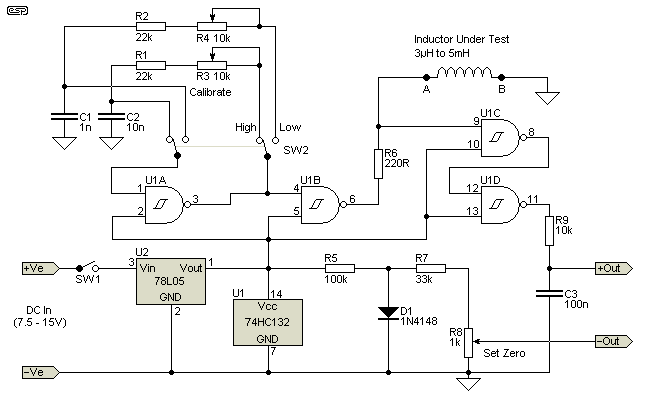 esp
R2
22k
R4 10k
R1
22k
R3 10k
Calibrate
C1
1n
C2
10n
High
Low
SW2
Inductor Under Test
3µH to 5mH
A
B
R6
220R
U1A
1
2
3
U1B
4
5
6
U1C
9
10
8
U1D
12
13
11
R9
10k
+Ve
SW1
U2
3
Vin
Vout
1
78L05
GND
2
R5
100k
R7
33k
+Out
C3
100n
DC In
(7.5 - 15V)
U1
14
Vcc
74HC132
GND
7
D1
1N4148
R8
1k
Set Zero
−Out
−Ve